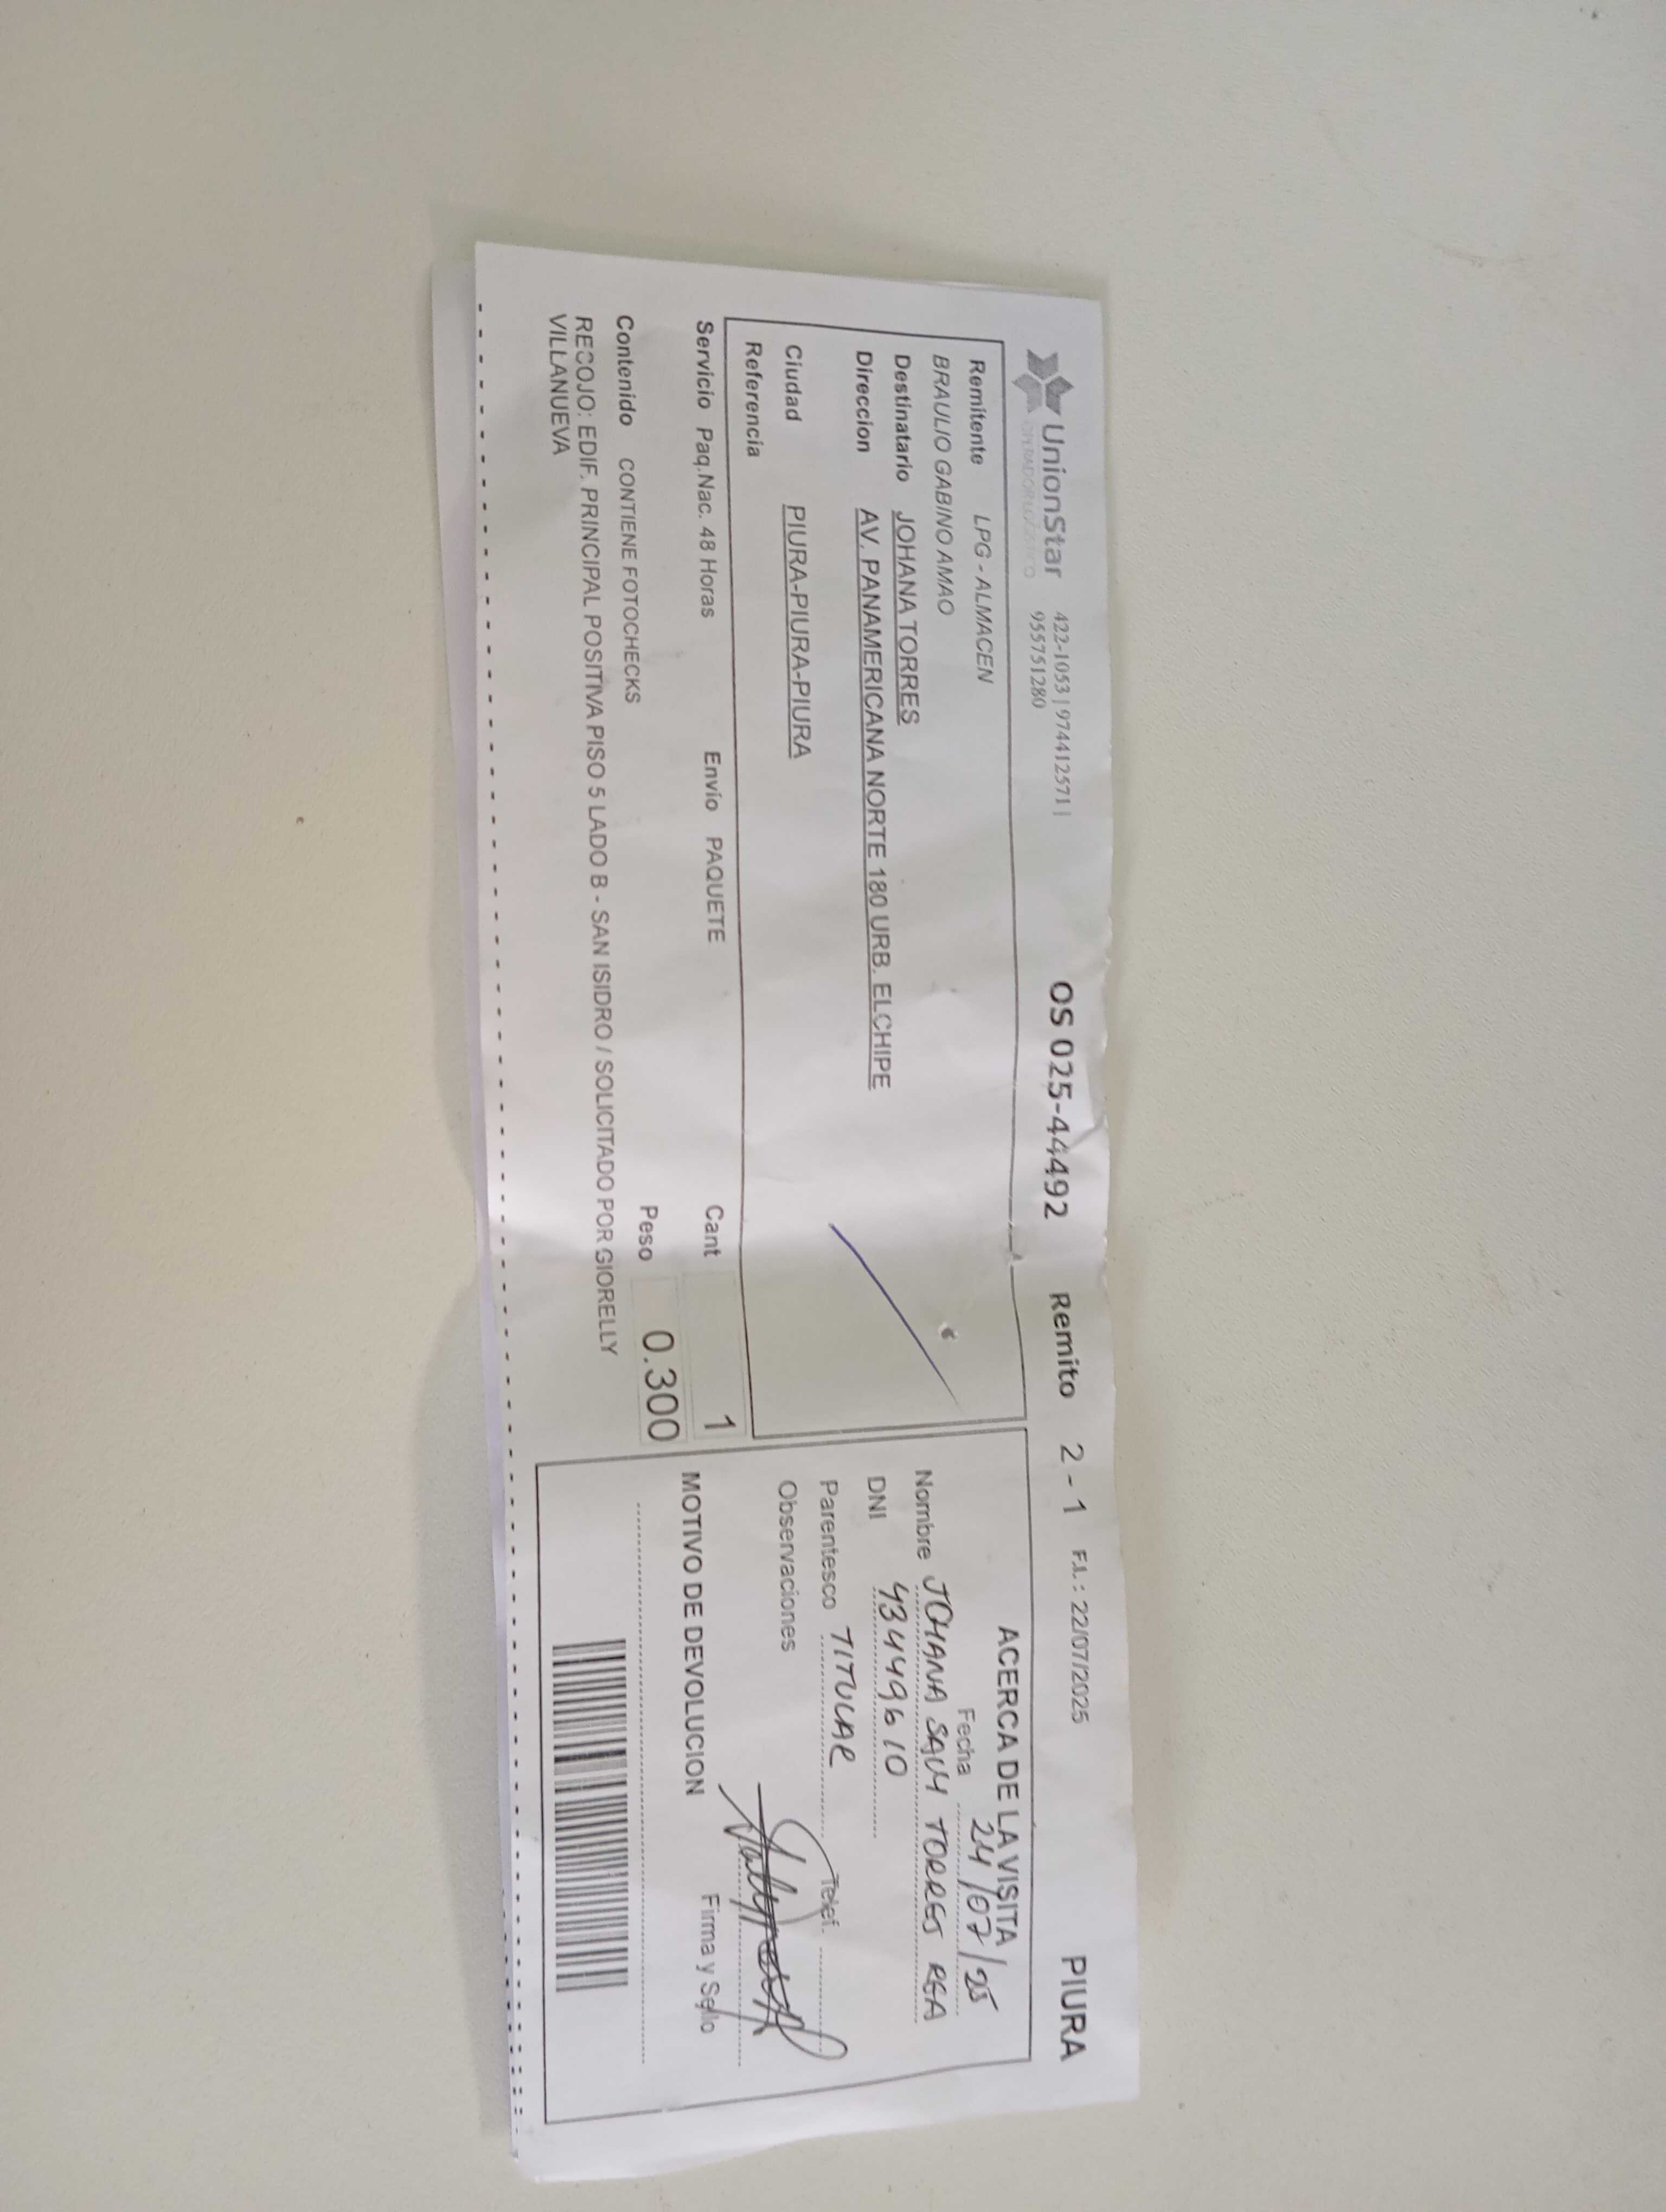 UnionStar
OPERADOR LOGISTICO
422-1053 | 974412571 |
955751280
OS 025-44492
Remito 2 - 1
F.I. : 22/07/2025
PIURA
Remitente LPG - ALMACEN
BRAULIO GABINO AMAO
Destinatario JOHANA TORRES
Direccion AV. PANAMERICANA NORTE 180 URB. ELCHIPE
Ciudad PIURA-PIURA-PIURA
Referencia
Servicio Paq.Nac. 48 Horas Envío PAQUETE Cant 1
Contenido CONTIENE FOTOCHECKS Peso 0.300
RECOJO: EDIF. PRINCIPAL POSITIVA PISO 5 LADO B - SAN ISIDRO / SOLICITADO POR GIORELLY
VILLANUEVA
ACERCA DE LA VISITA
Fecha 24/07/25
Nombre JOHANA TORRES
DNI 43449610
Parentesco TITULAR Telef.
Observaciones
Firma y Sello
MOTIVO DE DEVOLUCION